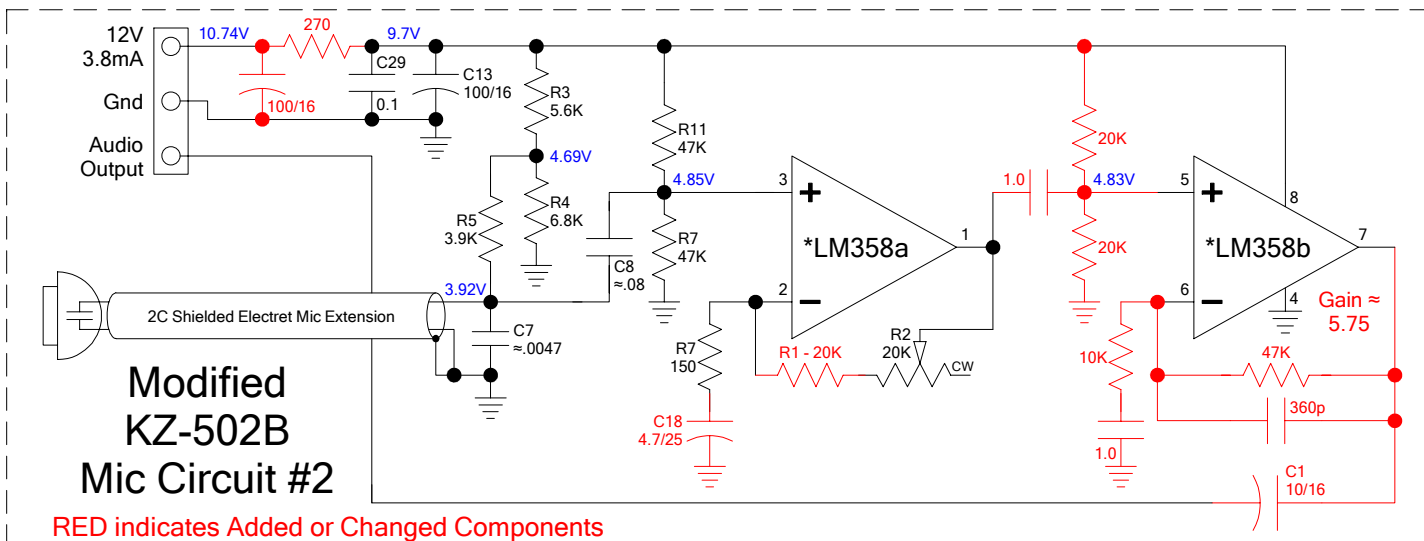 12V
3.8mA
Gnd
Audio
Output
10.74V
270
9.7V
100/16
C29
0.1
C13
100/16
R3
5.6K
4.69V
R4
6.8K
R5
3.9K
3.92V
C7
≈.0047
C8
≈.08
R11
47K
4.85V
R7
47K
3
+
*LM358a
1
2
−
R7
150
C18
4.7/25
R1 - 20K
R2
20K
CW
1.0
20K
4.83V
20K
5
+
*LM358b
8
7
6
−
4
Gain ≈
5.75
10K
1.0
47K
360p
C1
10/16
2C Shielded Electret Mic Extension
Modified
KZ-502B
Mic Circuit #2
RED indicates Added or Changed Components